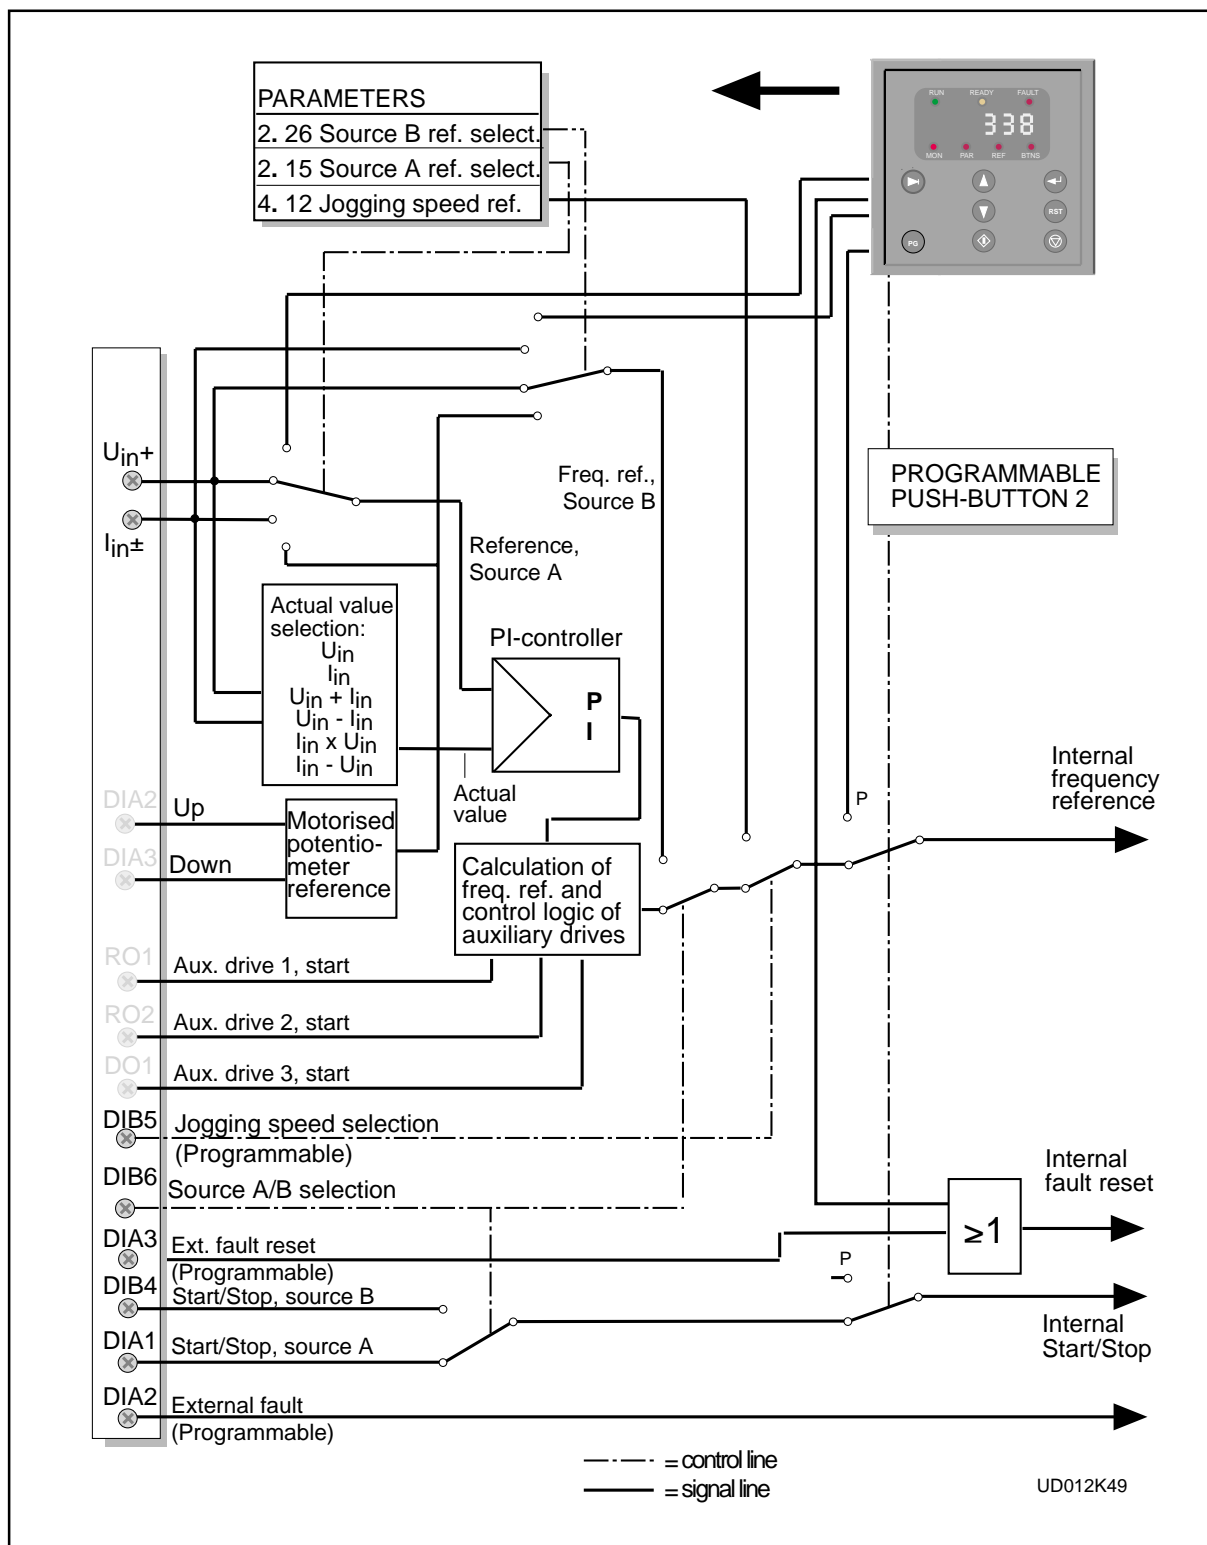 PARAMETERS
2. 26 Source B ref. select.
2. 15 Source A ref. select.
4. 12 Jogging speed ref.
RUN READY FAULT
338
MON PAR REF BTNS
RST
PG
Uin+
Iin±
Freq. ref.,
Source B
PROGRAMMABLE
PUSH-BUTTON 2
Reference,
Source A
Actual value
selection:
Uin
Iin
Uin + Iin
Uin - Iin
Iin x Uin
Iin - Uin
PI-controller
P
I
Actual
value
Internal
frequency
reference
P
DIA2
Up
DIA3
Down
Motorised
potentio-
meter
reference
Calculation of
freq. ref. and
control logic of
auxiliary drives
RO1
Aux. drive 1, start
RO2
Aux. drive 2, start
DO1
Aux. drive 3, start
DIB5
Jogging speed selection
(Programmable)
DIB6
Source A/B selection
Internal
fault reset
≥1
DIA3
Ext. fault reset
(Programmable)
P
DIB4
Start/Stop, source B
DIA1
Start/Stop, source A
Internal
Start/Stop
DIA2
External fault
(Programmable)
= control line
= signal line
UD012K49